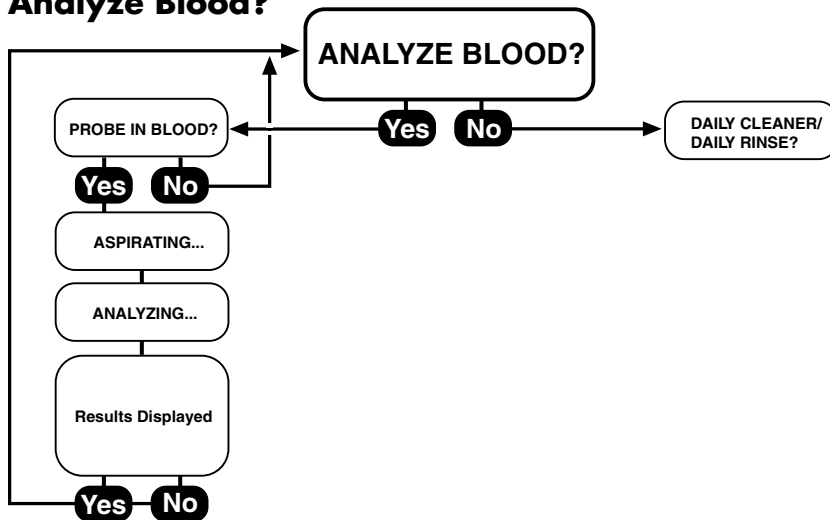 Analyze Blood?
ANALYZE BLOOD?
Yes No
PROBE IN BLOOD?
DAILY CLEANER/
DAILY RINSE?
Yes No
ASPIRATING...
ANALYZING...
Results Displayed
Yes No